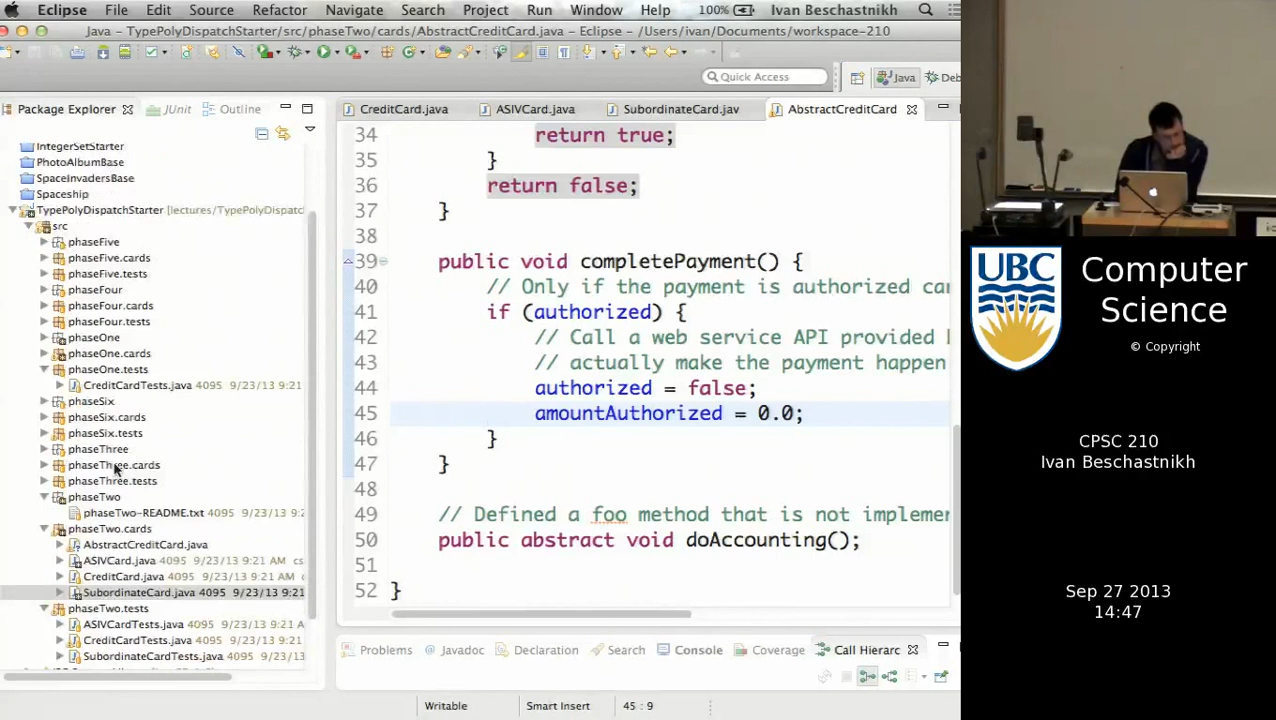 Eclipse File Edit Source Refactor Navigate Search Project Run Window Help 100% Ivan Beschastnikh
Java – TypePolyDispatchStarter/src/phaseTwo/cards/AbstractCreditCard.java – Eclipse – /Users/ivan/Documents/workspace-210
Quick Access Java Deb
Package Explorer JUnit Outline
CreditCard.java ASIVCard.java SubordinateCard.jav AbstractCreditCard
IntegerSetStarter
PhotoAlbumBase
SpaceInvadersBase
Spaceship
TypePolyDispatchStarter [lectures/TypePolyDispatc
src
phaseFive
phaseFive.cards
phaseFive.tests
phaseFour
phaseFour.cards
phaseFour.tests
phaseOne
phaseOne.cards
phaseOne.tests
CreditCardTests.java 4095 9/23/13 9:21
phaseSix
phaseSix.cards
phaseSix.tests
phaseThree
phaseThree.cards
phaseThree.tests
phaseTwo
phaseTwo-README.txt 4095 9/23/13 9:2
phaseTwo.cards
AbstractCreditCard.java
ASIVCard.java 4095 9/23/13 9:21 AM cs
CreditCard.java 4095 9/23/13 9:21 AM c
SubordinateCard.java 4095 9/23/13 9:21
phaseTwo.tests
ASIVCardTests.java 4095 9/23/13 9:21 A
CreditCardTests.java 4095 9/23/13 9:21
SubordinateCardTests.java 4095 9/23/13
34 return true;
35 }
36 return false;
37 }
38
39 public void completePayment() {
40 // Only if the payment is authorized can
41 if (authorized) {
42 // Call a web service API provided b
43 // actually make the payment happen
44 authorized = false;
45 amountAuthorized = 0.0;
46 }
47 }
48
49 // Defined a foo method that is not implemen
50 public abstract void doAccounting();
51
52 }
Problems Javadoc Declaration Search Console Coverage Call Hierarc
Writable Smart Insert 45 : 9
UBC
Computer
Science
© Copyright
CPSC 210
Ivan Beschastnikh
Sep 27 2013
14:47